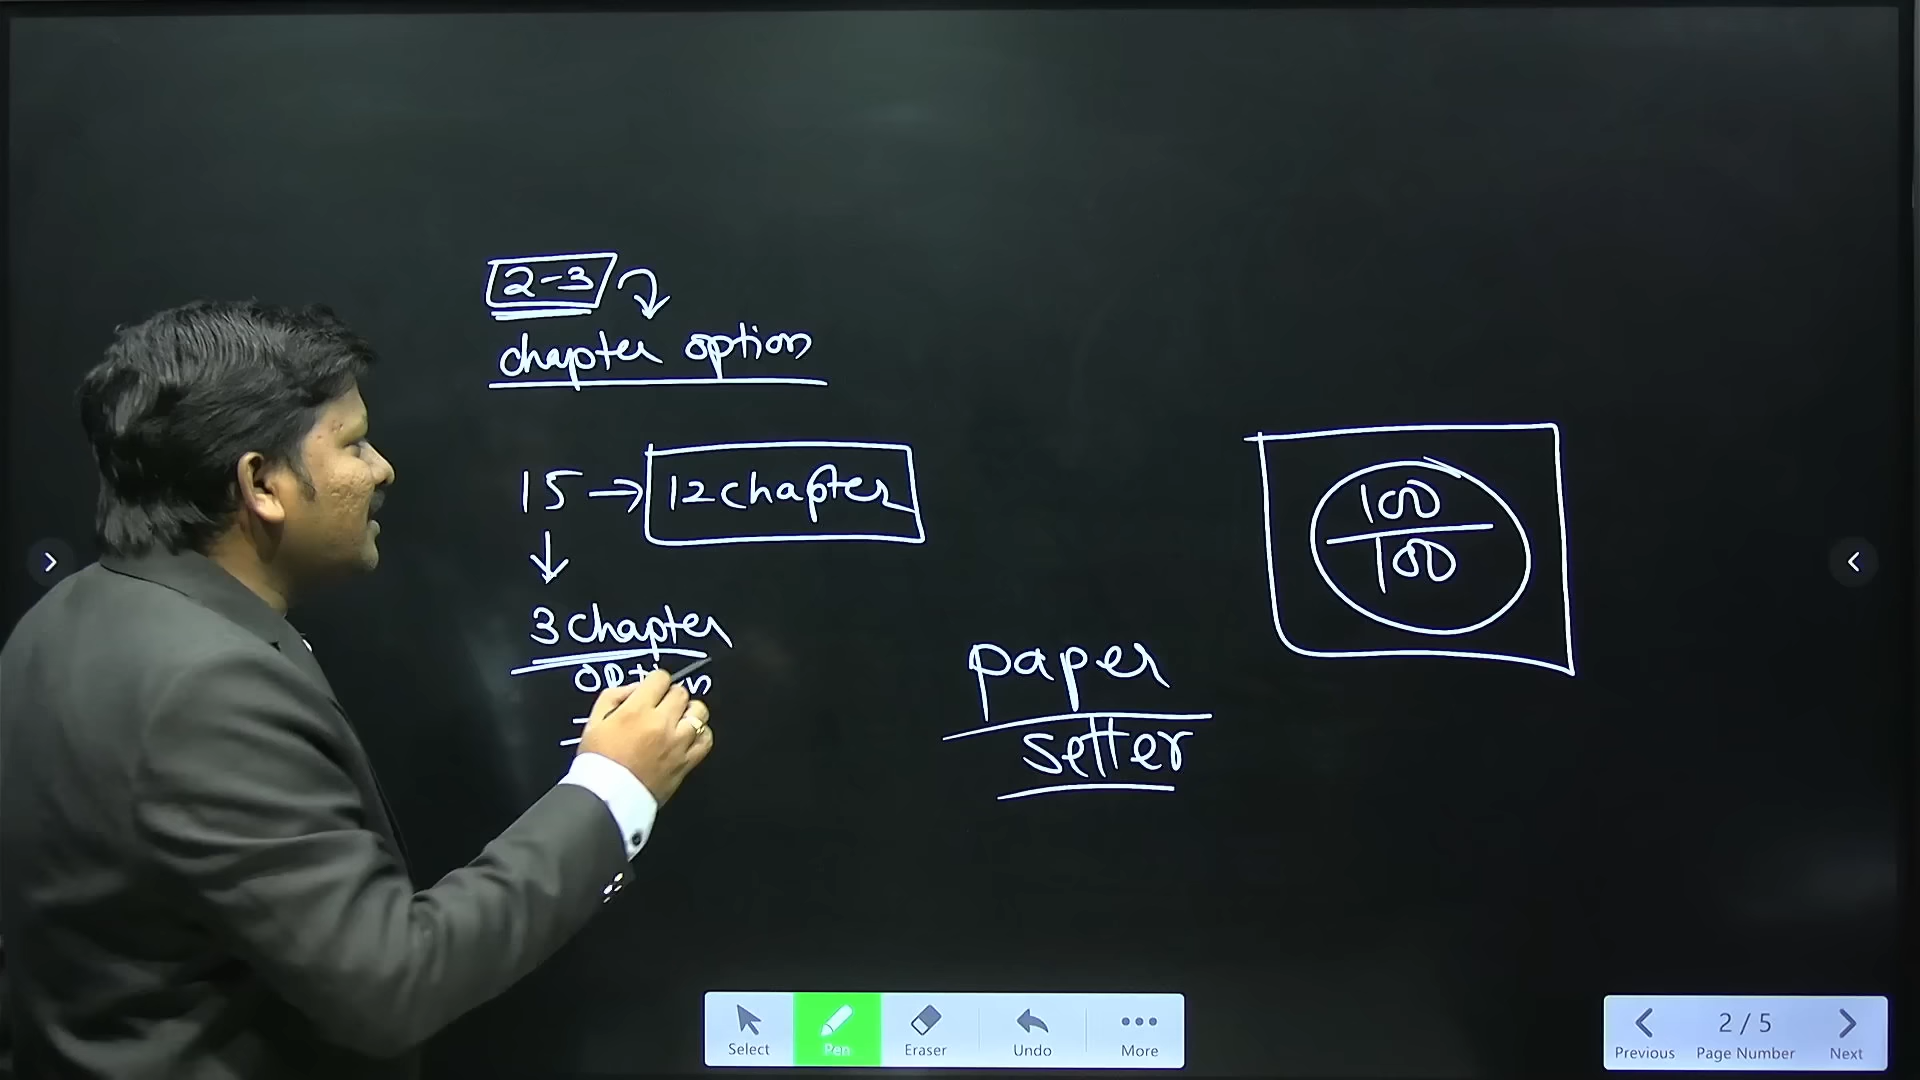 2-3
chapter option
15 → 12 chapter
3 chapter
option
100
100
paper
setter
Select
Pen
Eraser
Undo
More
2 / 5
Previous
Page Number
Next